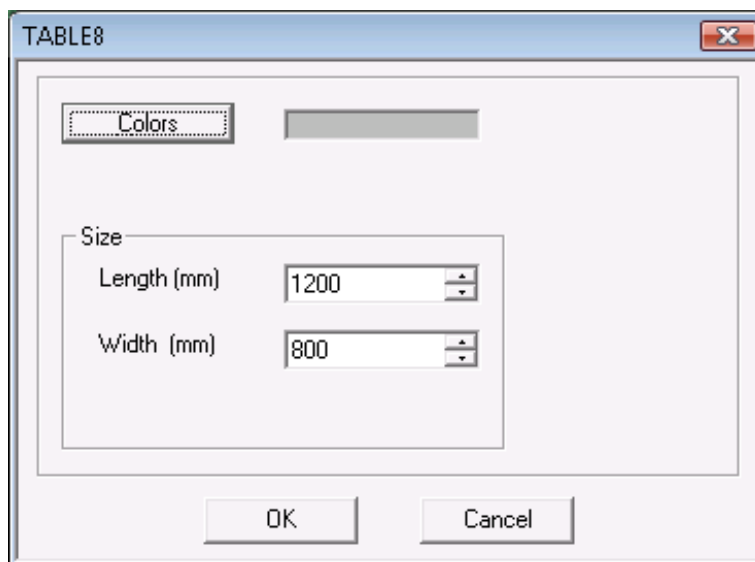 TABLE8
Colors
Size
Length (mm) 1200
Width (mm) 800
OK Cancel